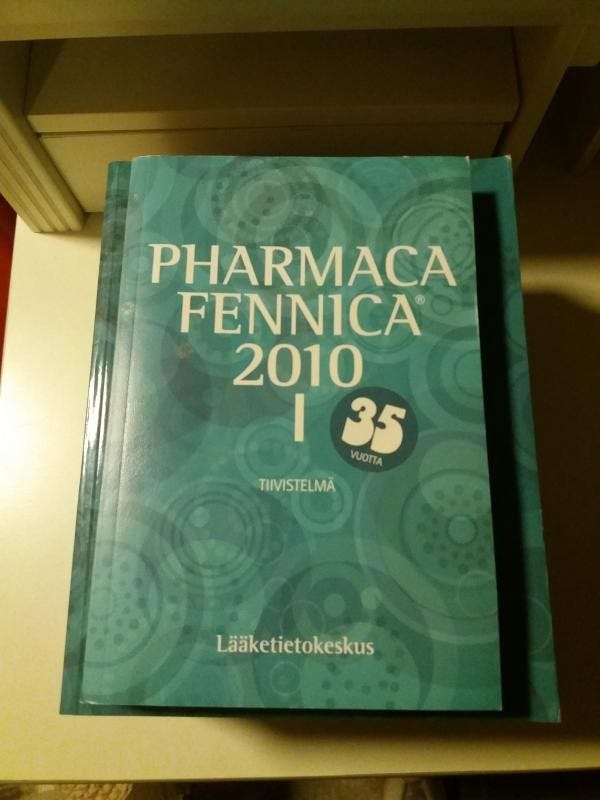 PHARMACA
FENNICA®
2010
I
35
VUOTTA
TIIVISTELMÄ
Lääketietokeskus